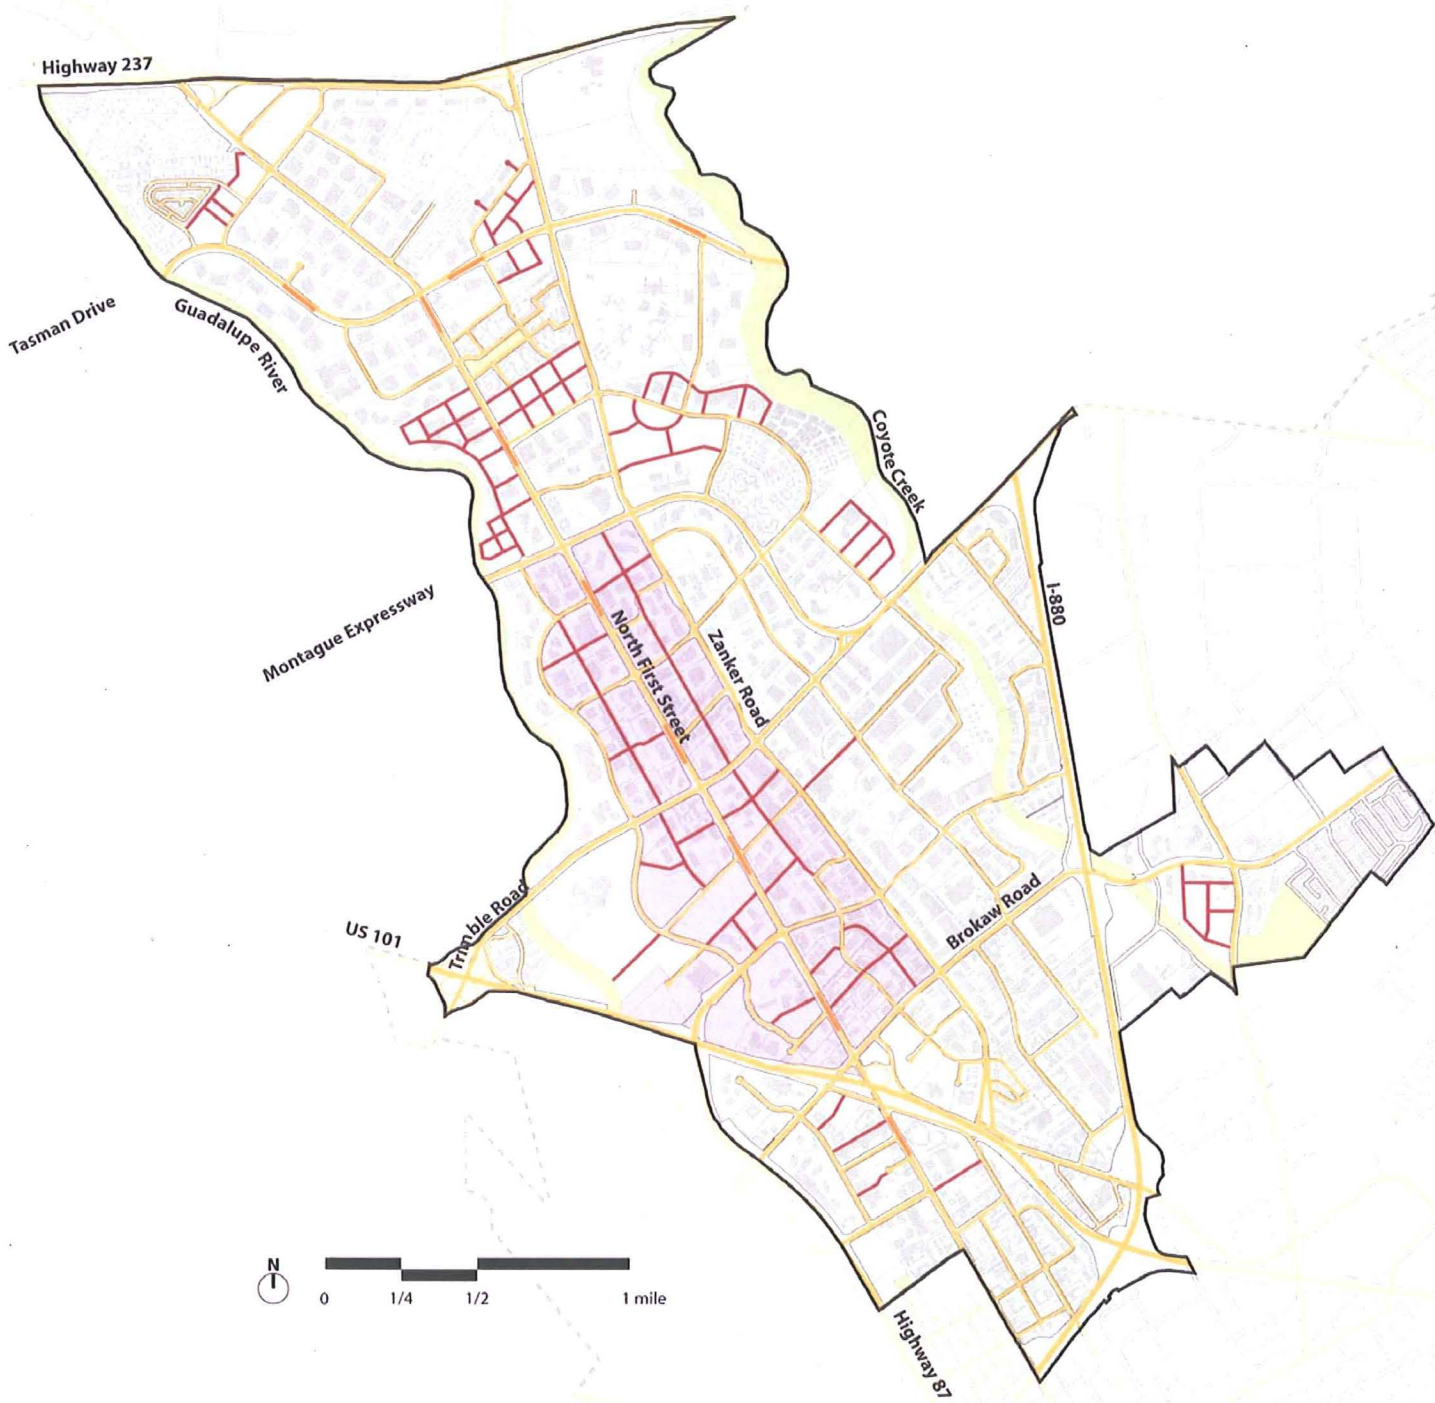 Highway 237
Tasman Drive
Guadalupe River
Coyote Creek
Montague Expressway
I-880
North First Street
Zanker Road
Brokaw Road
Trimble Road
US 101
N
0 1/4 1/2 1 mile
Highway 87